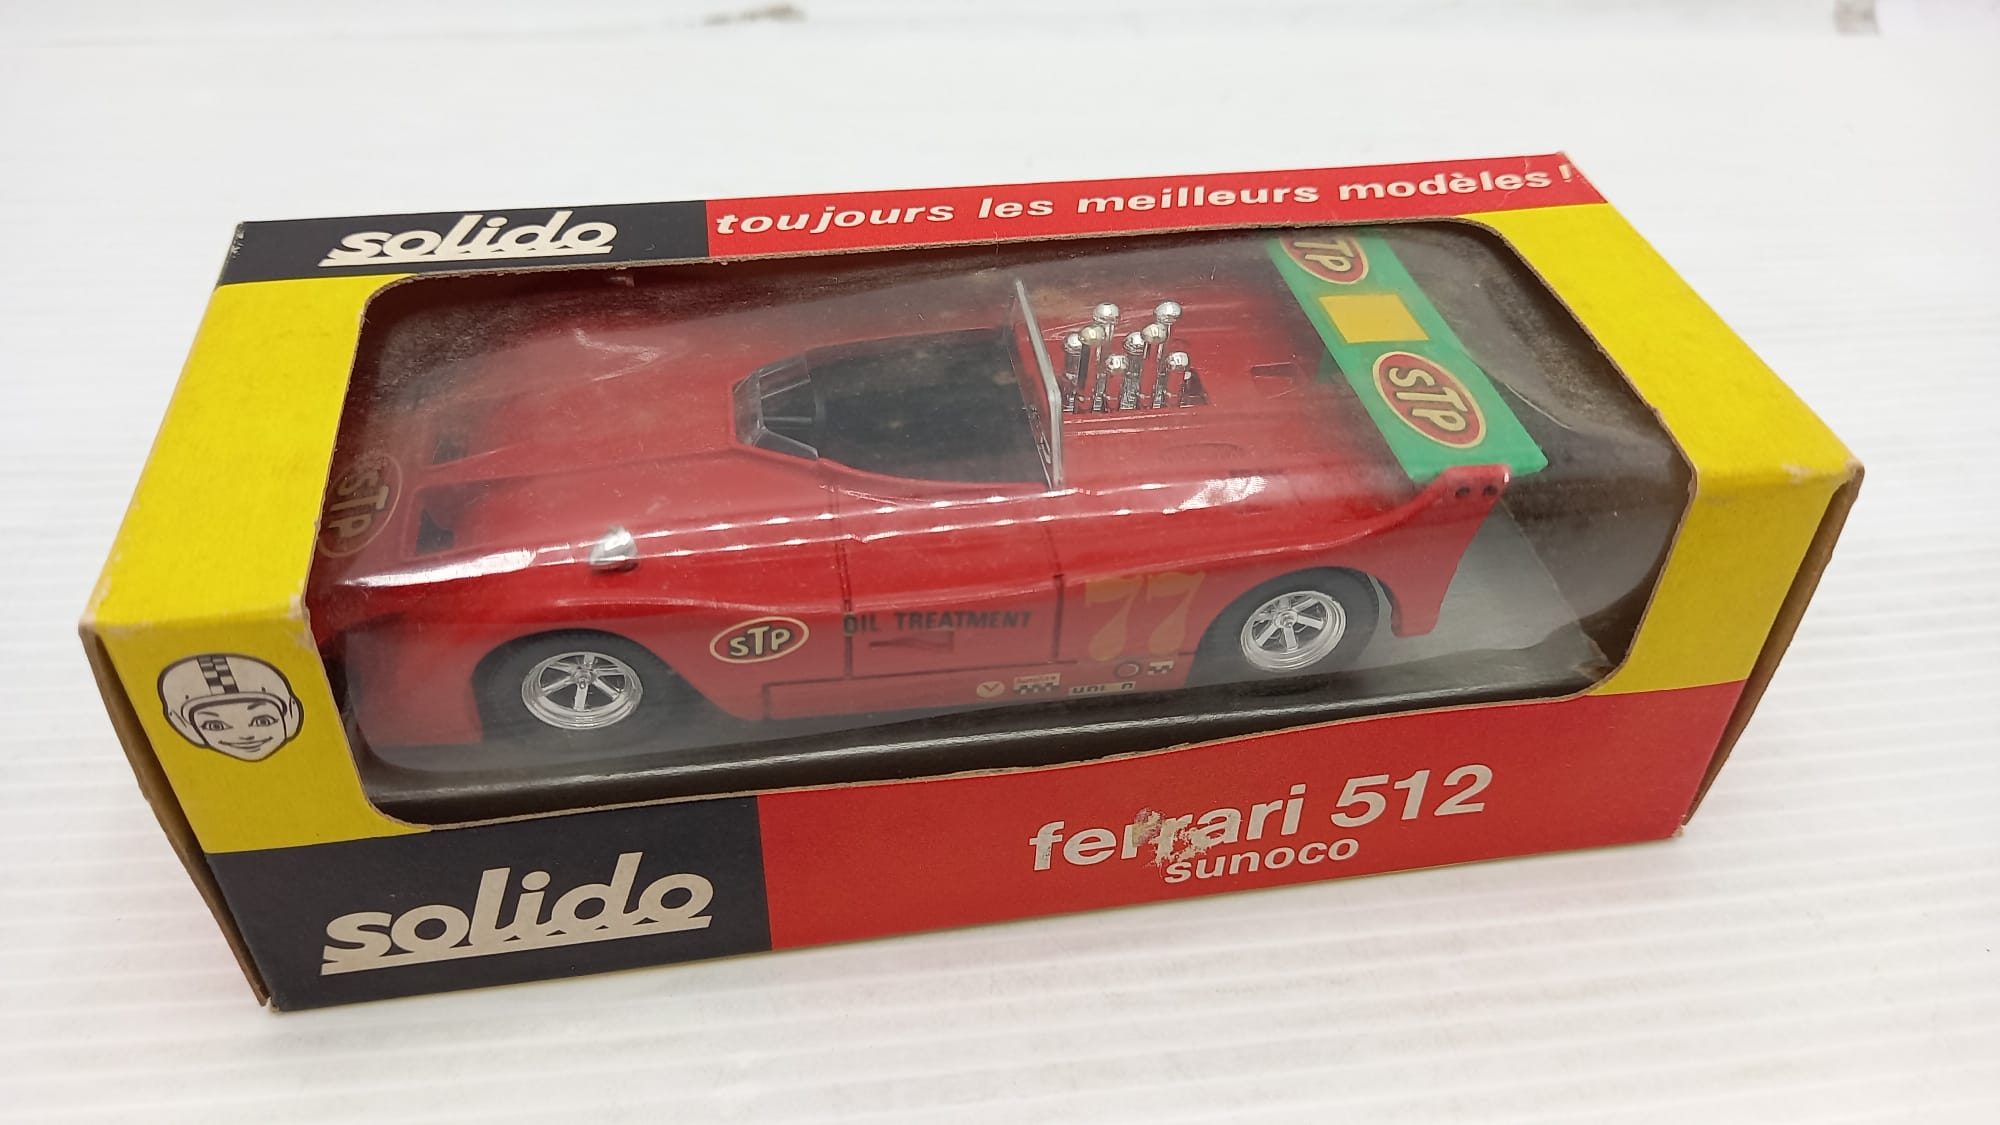 solido
toujours les meilleurs modèles!
STP
STP
STP
STP
OIL TREATMENT
77
solido
ferrari 512
sunoco